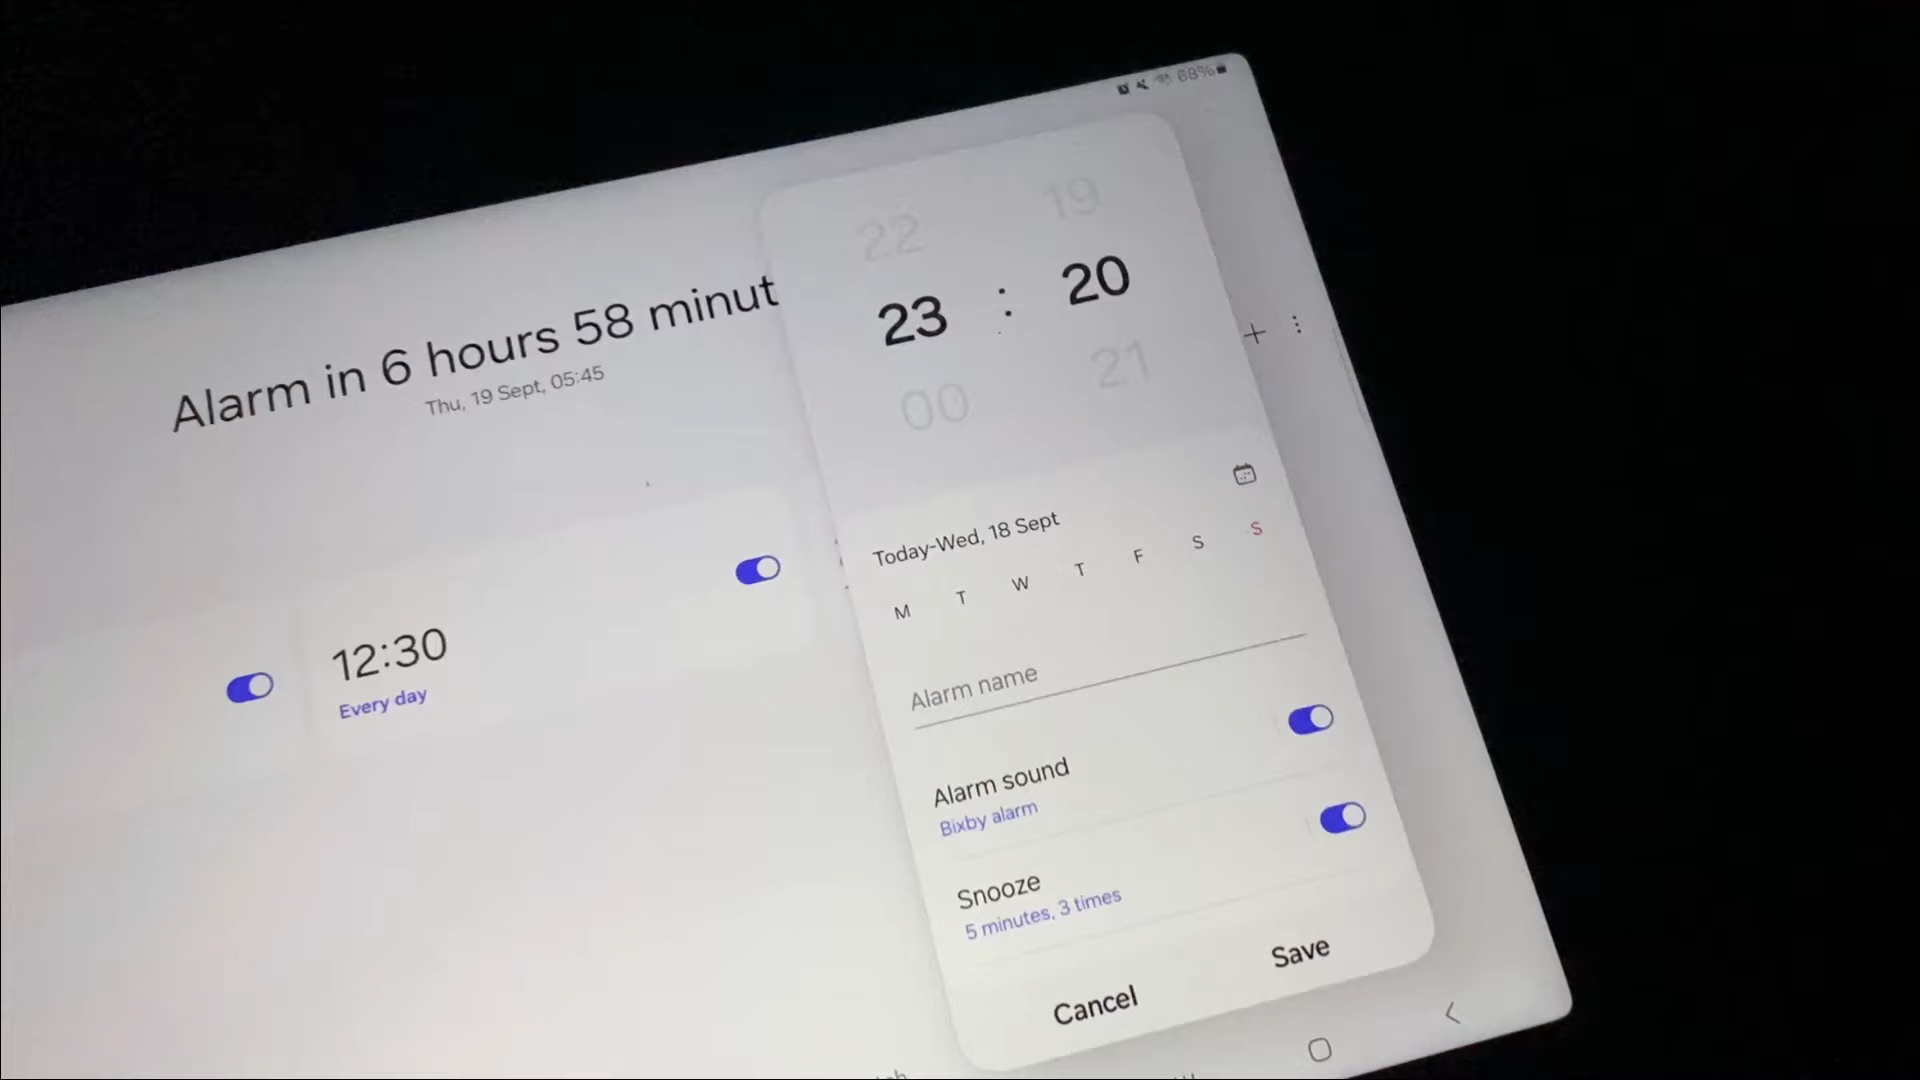 68%
Alarm in 6 hours 58 minut
Thu, 19 Sept, 05:45
12:30
Every day
22 19
23 : 20
00 21
Today-Wed, 18 Sept
M T W T F S S
Alarm name
Alarm sound
Bixby alarm
Snooze
5 minutes, 3 times
Cancel Save